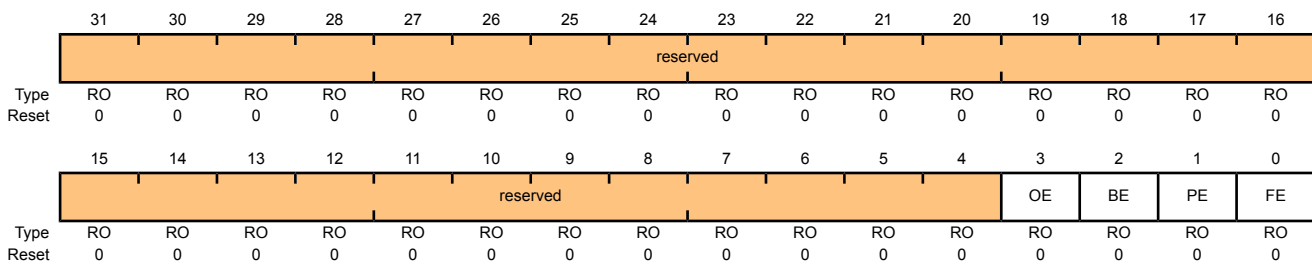 31 30 29 28 27 26 25 24 23 22 21 20 19 18 17 16
reserved
Type RO RO RO RO RO RO RO RO RO RO RO RO RO RO RO RO
Reset 0 0 0 0 0 0 0 0 0 0 0 0 0 0 0 0
15 14 13 12 11 10 9 8 7 6 5 4 3 2 1 0
reserved OE BE PE FE
Type RO RO RO RO RO RO RO RO RO RO RO RO RO RO RO RO
Reset 0 0 0 0 0 0 0 0 0 0 0 0 0 0 0 0